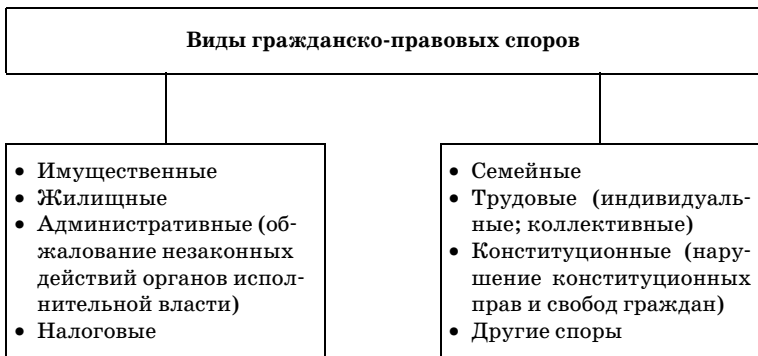 Виды гражданско-правовых споров
• Имущественные
• Жилищные
• Административные (об-
жалование незаконных
действий органов испол-
нительной власти)
• Налоговые
• Семейные
• Трудовые (индивидуаль-
ные; коллективные)
• Конституционные (нару-
шение конституционных
прав и свобод граждан)
• Другие споры